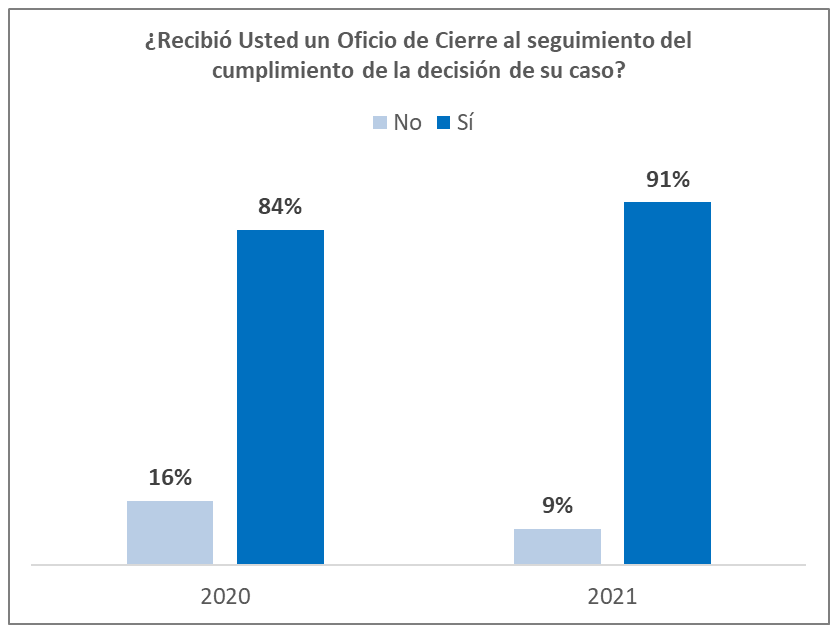 ¿Recibió Usted un Oficio de Cierre al seguimiento del
cumplimiento de la decisión de su caso?
No Sí
84%
91%
16%
9%
2020 2021